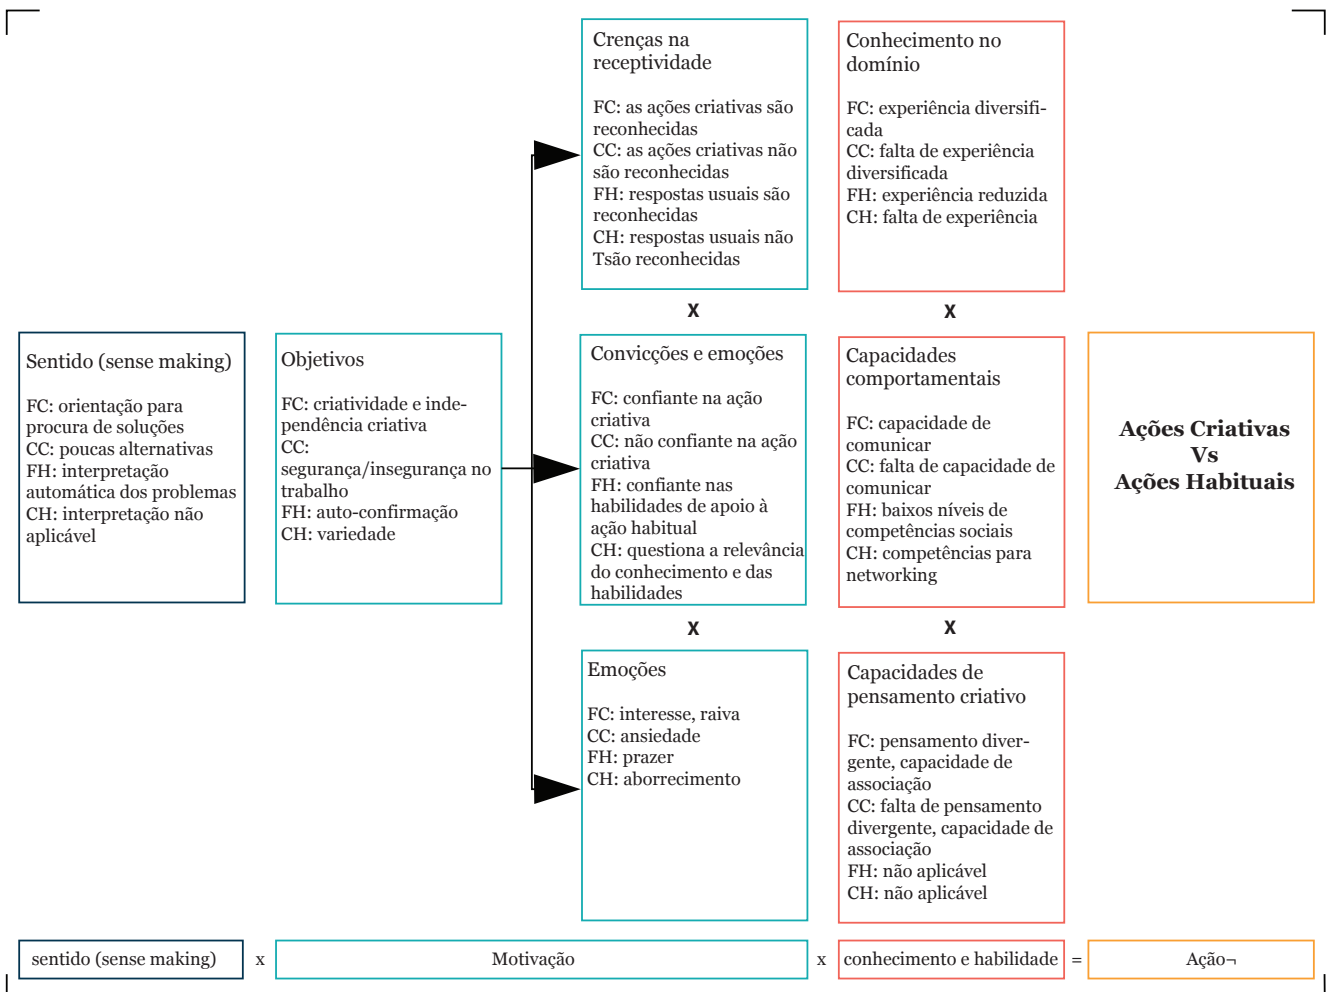 Crenças na
receptividade
FC: as ações criativas são
reconhecidas
CC: as ações criativas não
são reconhecidas
FH: respostas usuais são
reconhecidas
CH: respostas usuais não
Tsão reconhecidas
Conhecimento no
domínio
FC: experiência diversifi-
cada
CC: falta de experiência
diversificada
FH: experiência reduzida
CH: falta de experiência
X
X
Sentido (sense making)
FC: orientação para
procura de soluções
CC: poucas alternativas
FH: interpretação
automática dos problemas
CH: interpretação não
aplicável
Objetivos
FC: criatividade e inde-
pendência criativa
CC:
segurança/insegurança no
trabalho
FH: auto-confirmação
CH: variedade
Convicções e emoções
FC: confiante na ação
criativa
CC: não confiante na ação
criativa
FH: confiante nas
habilidades de apoio à
ação habitual
CH: questiona a relevância
do conhecimento e das
habilidades
Capacidades
comportamentais
FC: capacidade de
comunicar
CC: falta de capacidade de
comunicar
FH: baixos níveis de
competências sociais
CH: competências para
networking
Ações Criativas
Vs
Ações Habituais
X
X
Emoções
FC: interesse, raiva
CC: ansiedade
FH: prazer
CH: aborrecimento
Capacidades de
pensamento criativo
FC: pensamento diver-
gente, capacidade de
associação
CC: falta de pensamento
divergente, capacidade de
associação
FH: não aplicável
CH: não aplicável
sentido (sense making) x Motivação x conhecimento e habilidade = Ação¬